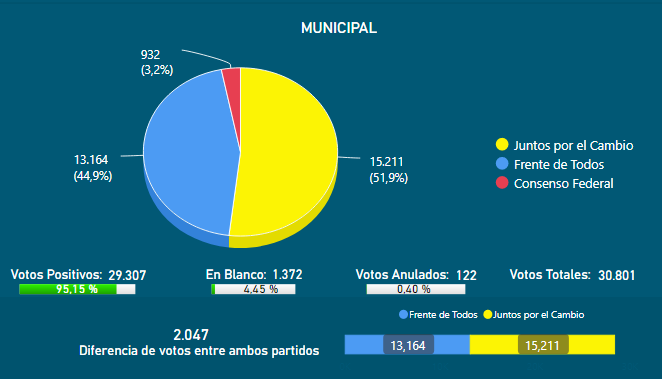 MUNICIPAL
932
(3,2%)
13.164
(44,9%)
15.211
(51,9%)
Juntos por el Cambio
Frente de Todos
Consenso Federal
Votos Positivos: 29.307
95,15 %
En Blanco: 1.372
4,45 %
Votos Anulados: 122
0,40 %
Votos Totales: 30.801
2.047
Diferencia de votos entre ambos partidos
Frente de Todos Juntos por el Cambio
13,164 15,211